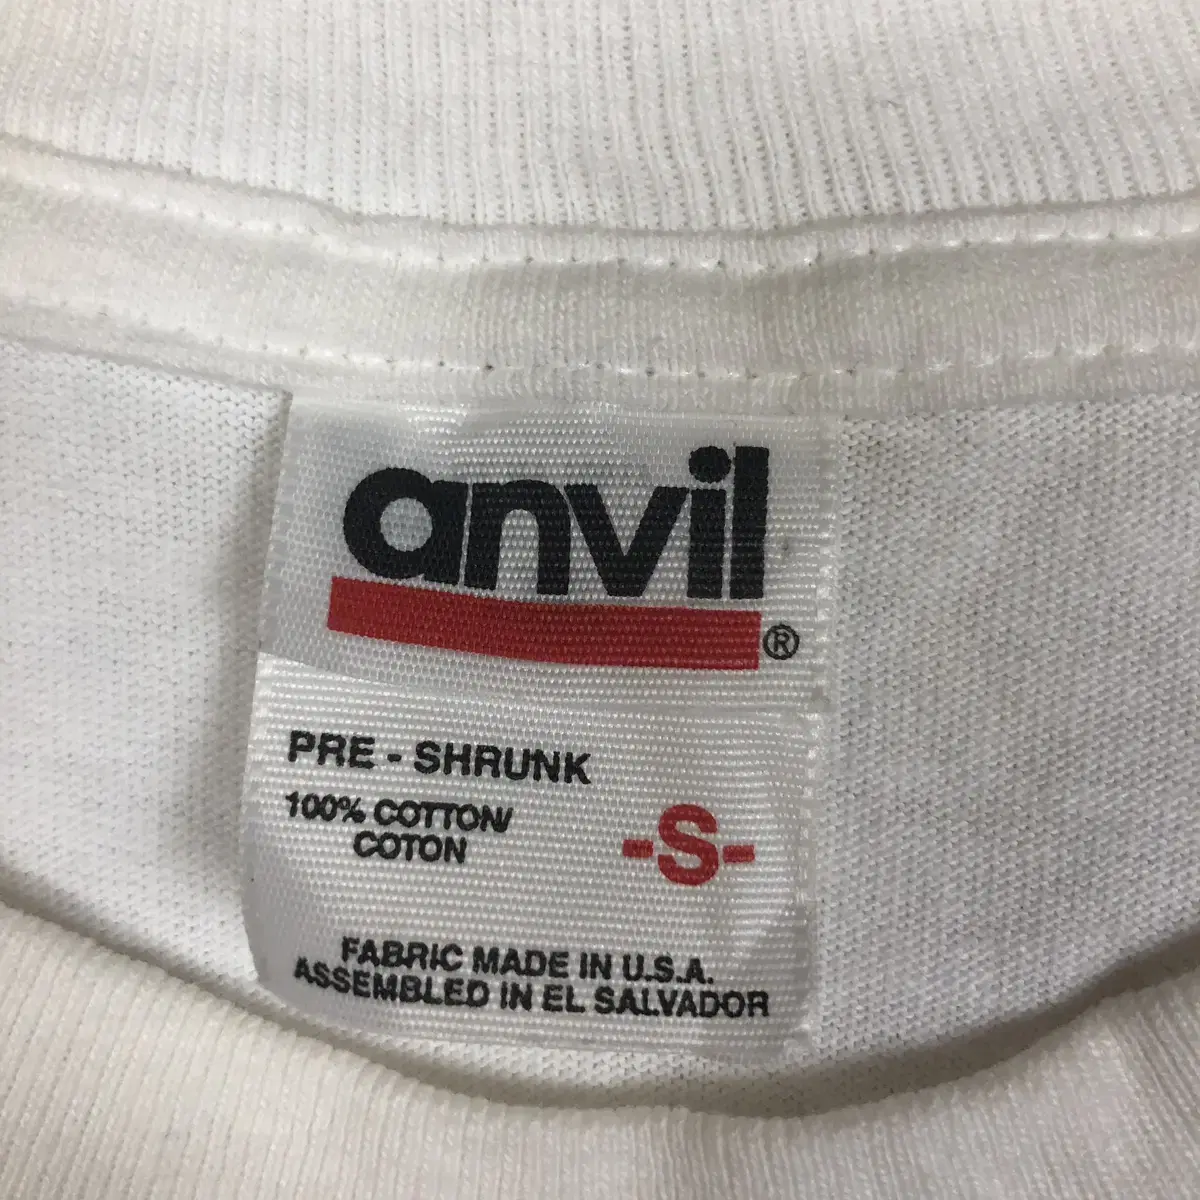 anvil®
PRE - SHRUNK
100% COTTON/
COTON
-S-
FABRIC MADE IN U.S.A.
ASSEMBLED IN EL SALVADOR